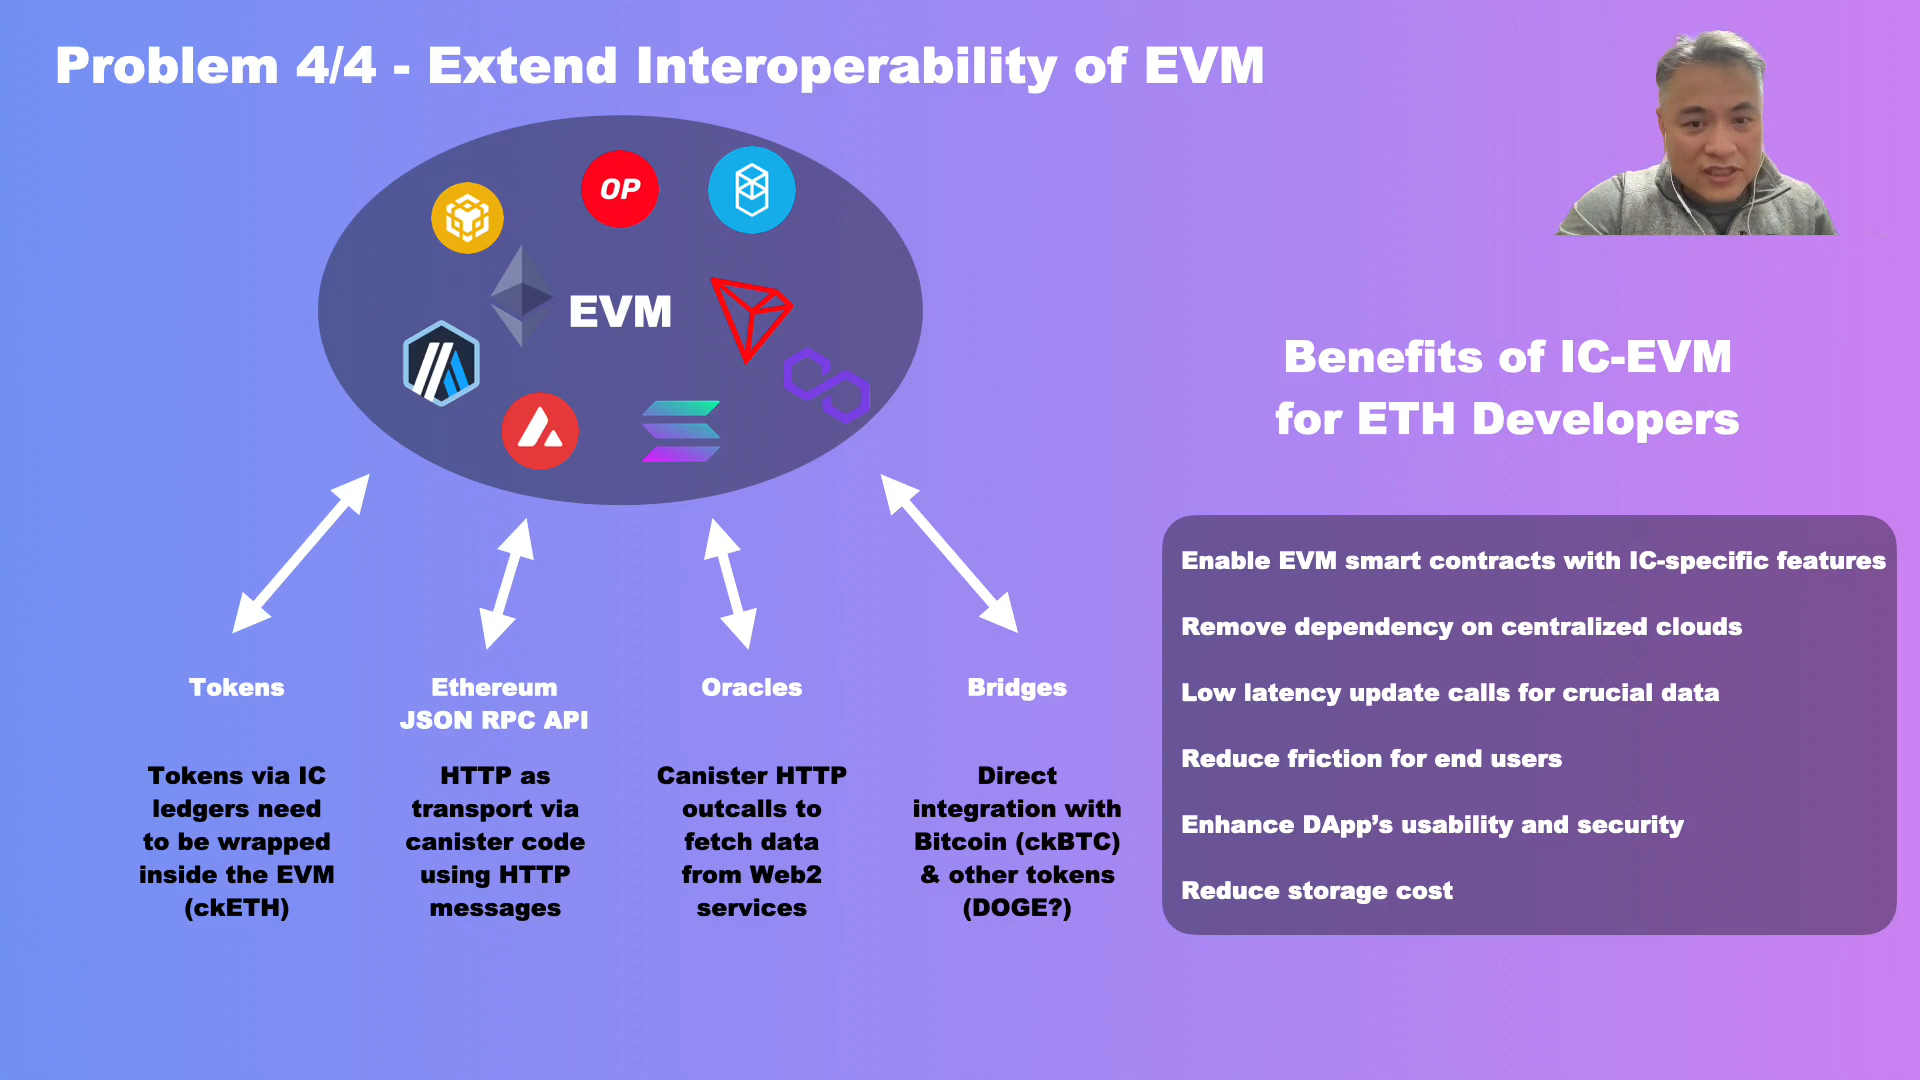 Problem 4/4 - Extend Interoperability of EVM
OP
EVM
Tokens
Tokens via IC
ledgers need
to be wrapped
inside the EVM
(ckETH)
Ethereum
JSON RPC API
HTTP as
transport via
canister code
using HTTP
messages
Oracles
Canister HTTP
outcalls to
fetch data
from Web2
services
Bridges
Direct
integration with
Bitcoin (ckBTC)
& other tokens
(DOGE?)
Benefits of IC-EVM
for ETH Developers
Enable EVM smart contracts with IC-specific features
Remove dependency on centralized clouds
Low latency update calls for crucial data
Reduce friction for end users
Enhance DApp’s usability and security
Reduce storage cost